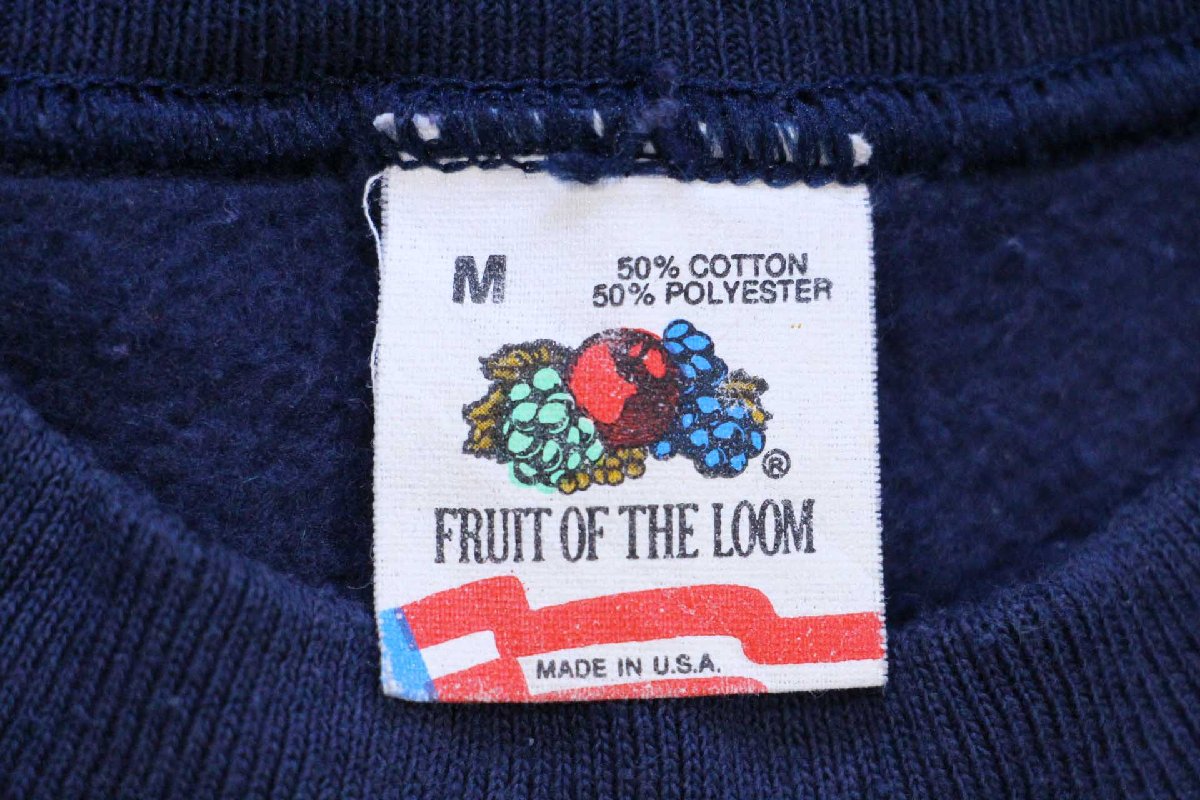 M
50% COTTON
50% POLYESTER
®
FRUIT OF THE LOOM
MADE IN U.S.A.